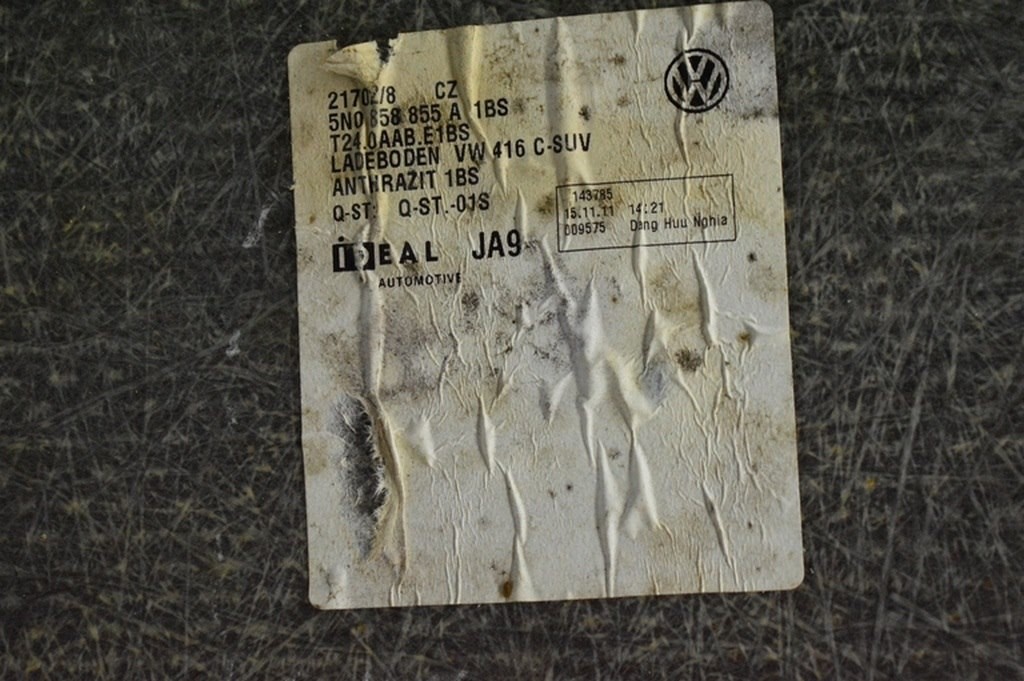 21702/8 CZ
5N0 858 855 A 1BS
T24.0AAB.E1BS
LADEBODEN VW 416 C-SUV
ANTHRAZIT 1BS
Q-ST: Q-ST.-01S
143785
15.11.11 14:21
009575 Dang Huu Nghia
iDEAL JA9
AUTOMOTIVE
VW